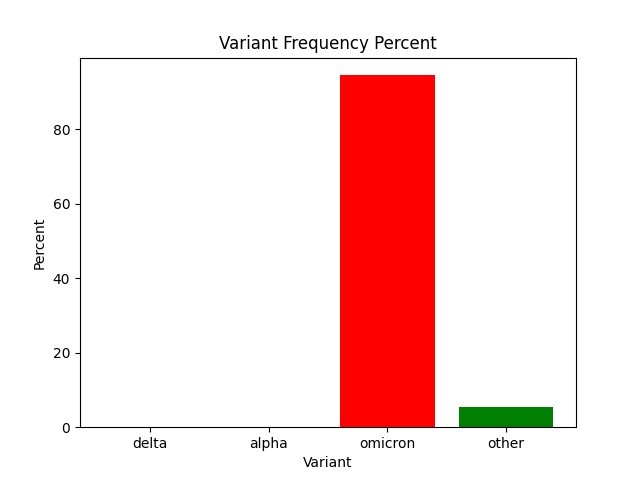 Variant Frequency Percent
80
60
40
20
0
Percent
delta alpha omicron other
Variant